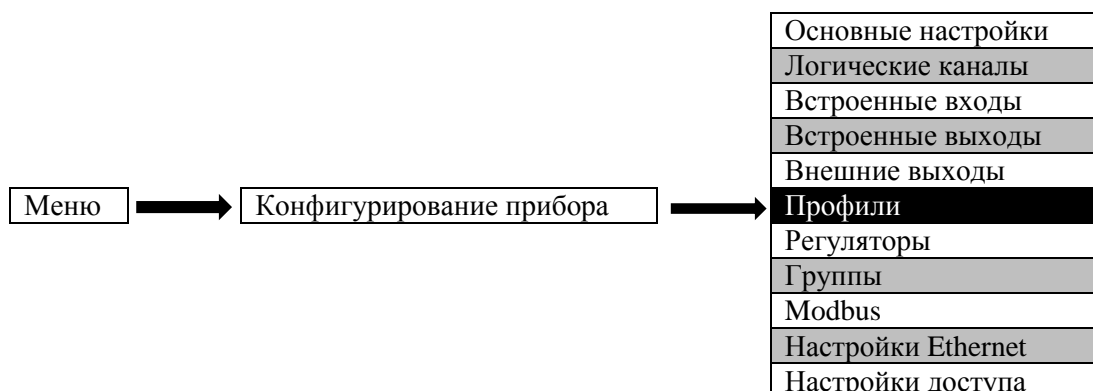 Основные настройки
Логические каналы
Встроенные входы
Встроенные выходы
Внешние выходы
Меню
Конфигурирование прибора
Профили
Регуляторы
Группы
Modbus
Настройки Ethernet
Настройки доступа